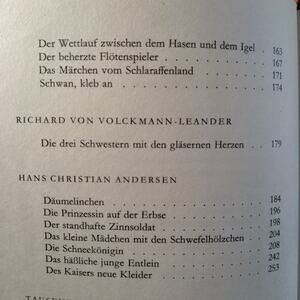 Der Wettlauf zwischen dem Hasen und dem Igel . 163
Der beherzte Flötenspieler . . . . . . . . . 167
Das Märchen vom Schlaraffenland . . . . . . 171
Schwan, kleb an . . . . . . . . . . . . 174
RICHARD VON VOLCKMANN-LEANDER
Die drei Schwestern mit den gläsernen Herzen . . 179
HANS CHRISTIAN ANDERSEN
Däumelinchen . . . . . . . . . . . . 184
Die Prinzessin auf der Erbse . . . . . . . . 196
Der standhafte Zinnsoldat . . . . . . . . . 198
Das kleine Mädchen mit den Schwefelhölzchen . . 204
Die Schneekönigin . . . . . . . . . . . 208
Das häßliche junge Entlein . . . . . . . . . 242
Des Kaisers neue Kleider . . . . . . . . . 253